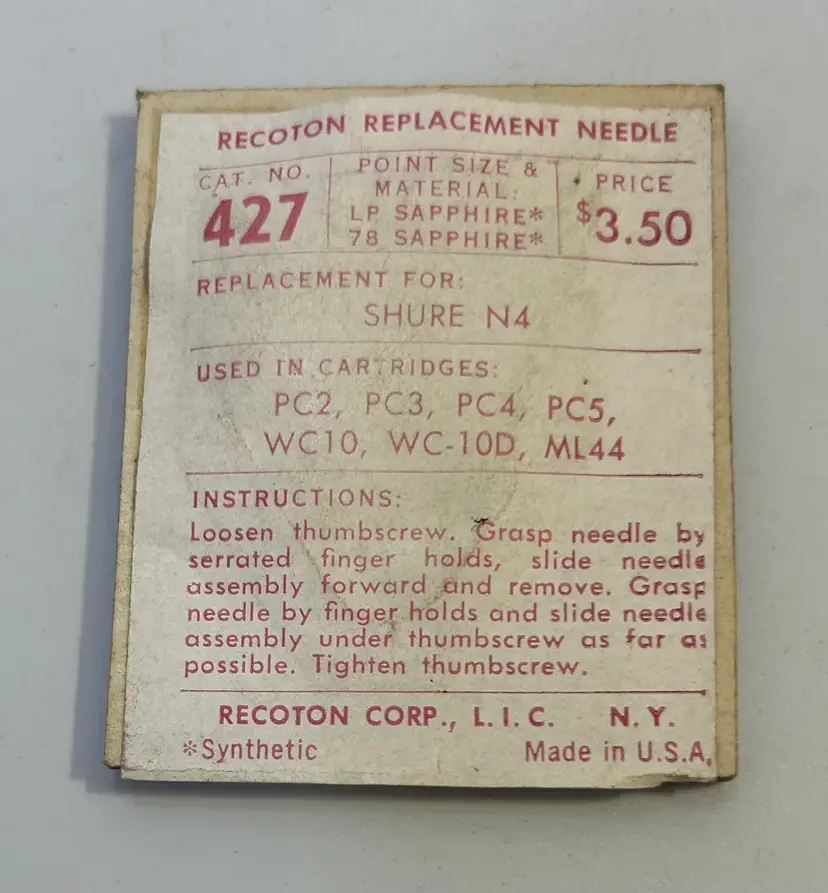 RECOTON REPLACEMENT NEEDLE
CAT. NO.
427
POINT SIZE &
MATERIAL:
LP SAPPHIRE*
78 SAPPHIRE*
PRICE
$3.50
REPLACEMENT FOR:
SHURE N4
USED IN CARTRIDGES:
PC2, PC3, PC4, PC5,
WC10, WC-10D, ML44
INSTRUCTIONS:
Loosen thumbscrew. Grasp needle by
serrated finger holds, slide needle
assembly forward and remove. Grasp
needle by finger holds and slide needle
assembly under thumbscrew as far as
possible. Tighten thumbscrew.
RECOTON CORP., L.I.C. N.Y.
*Synthetic Made in U.S.A.